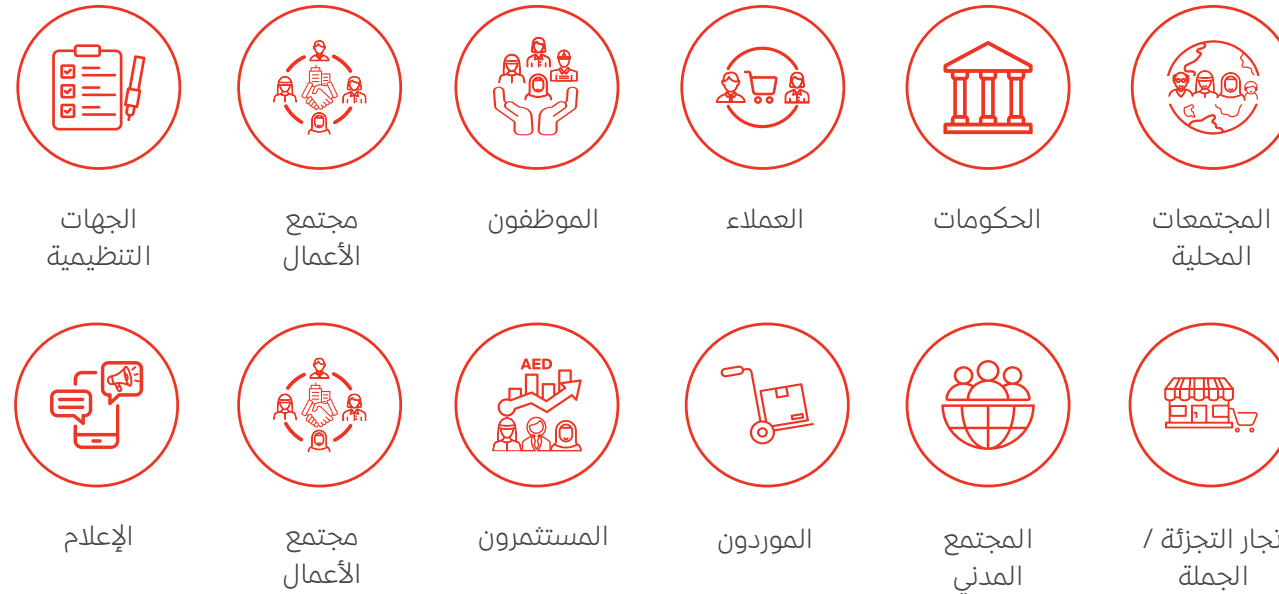 المجتمعات
المحلية
الحكومات
العملاء
الموظفون
مجتمع
الأعمال
الجهات
التنظيمية
تجار التجزئة /
الجملة
المجتمع
المدني
الموردون
AED
المستثمرون
مجتمع
الأعمال
الإعلام